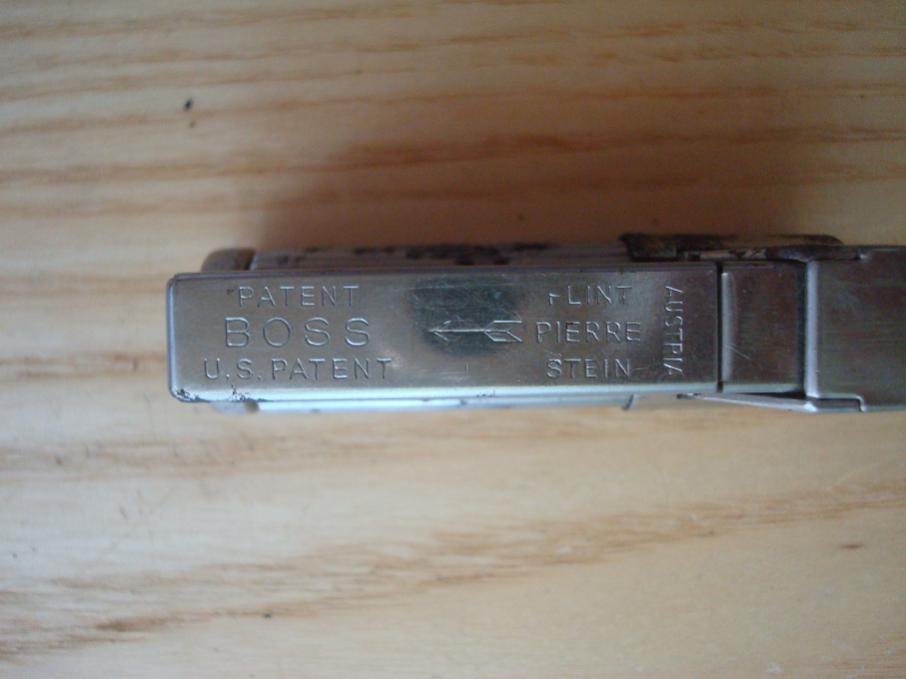 PATENT
BOSS
U.S. PATENT
FLINT
PIERRE
STEIN
AUSTRIA